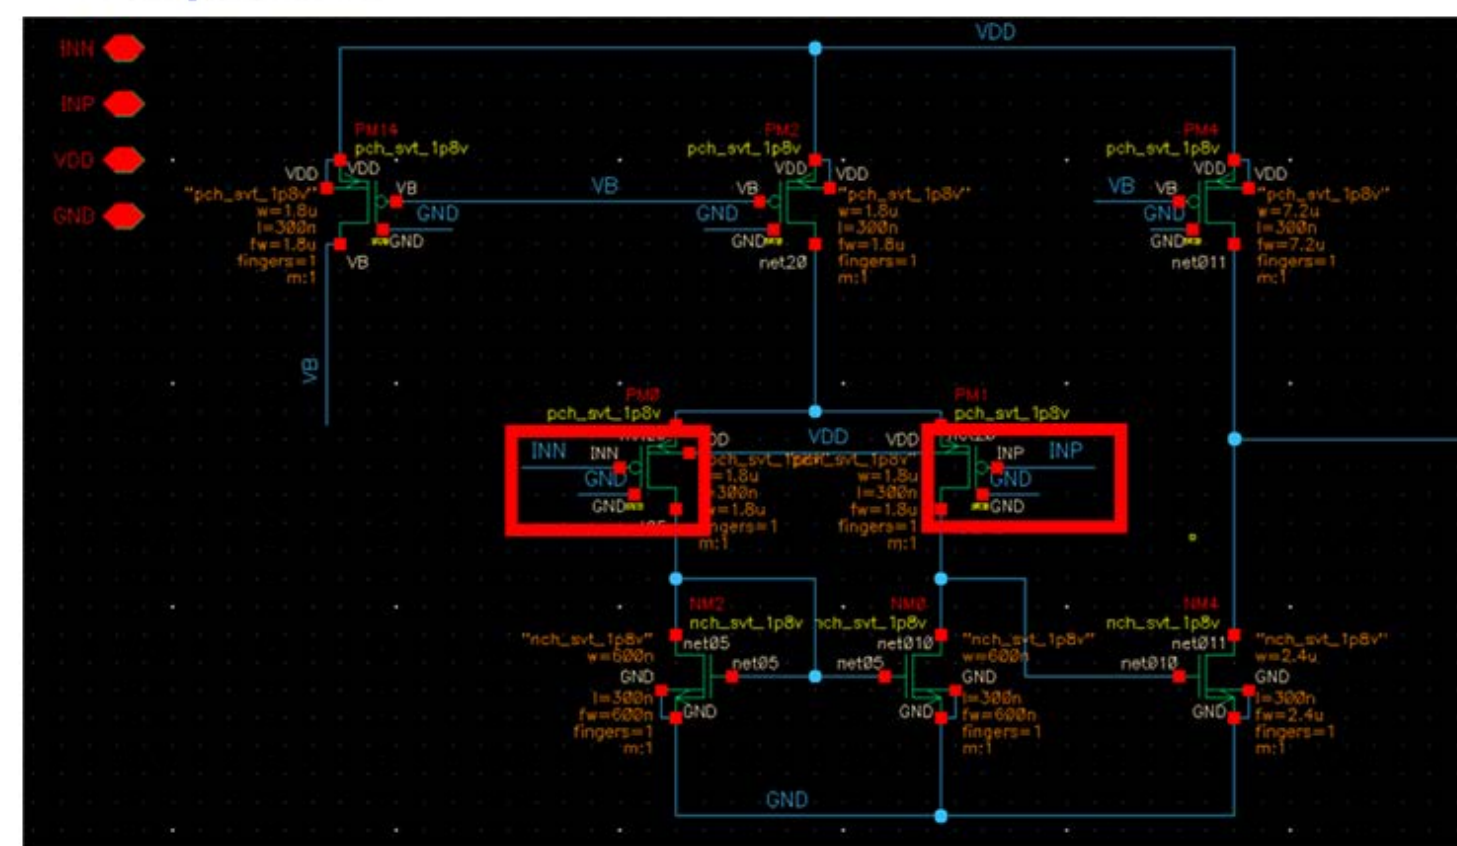 VDD
INN
INP
VDD
GND
PM14
pch_svt_1p8v
VDD
VDD
"pch_svt_1p8v"
w=1.8u
l=300n
fw=1.8u
fingers=1
m:1
VB
GND
GND
VB
VB
VB
PM2
pch_svt_1p8v
VDD
VDD
VB
GND
GND
net20
"pch_svt_1p8v"
w=1.8u
l=300n
fw=1.8u
fingers=1
m:1
PM4
pch_svt_1p8v
VDD
VDD
VB
VB
GND
GND
net011
"pch_svt_1p8v"
w=7.2u
l=300n
fw=7.2u
fingers=1
m:1
PM0
pch_svt_1p8v
INN
INN
GND
GND
VDD
w=1.8u
l=300n
fw=1.8u
fingers=1
m:1
PM1
pch_svt_1p8v
VDD
INP
INP
GND
GND
m:1
NM2
nch_svt_1p8v
"nch_svt_1p8v"
w=600n
net05
net05
GND
l=300n
fw=600n
fingers=1
m:1
GND
NM0
nch_svt_1p8v
net010
net05
"nch_svt_1p8v"
w=600n
GND
GND
l=300n
fw=600n
fingers=1
m:1
NM4
nch_svt_1p8v
net011
net010
"nch_svt_1p8v"
w=2.4u
GND
GND
l=300n
fw=2.4u
fingers=1
m:1
GND